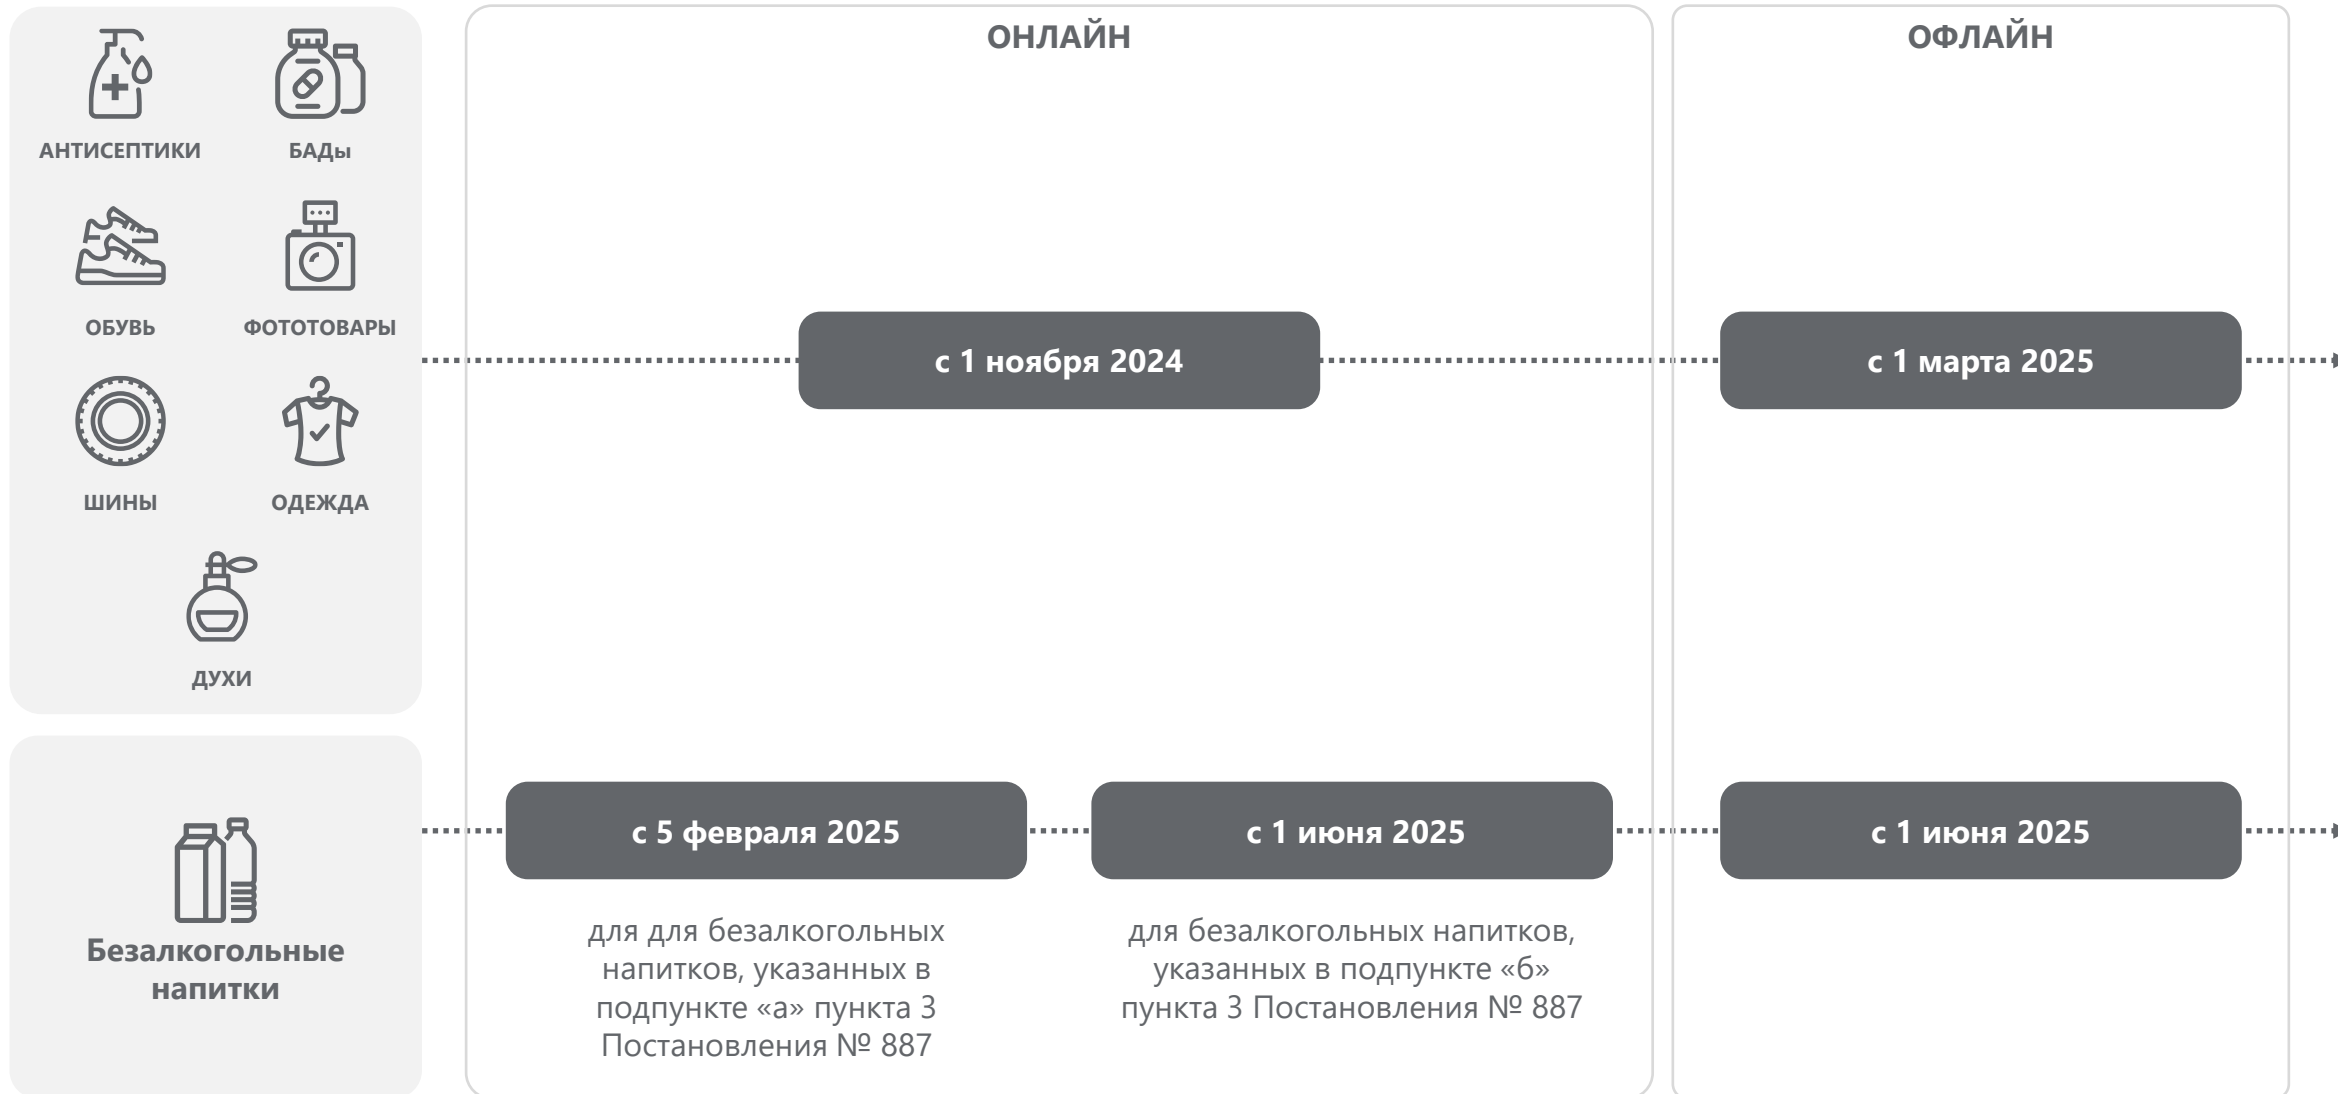 ОНЛАЙН
ОФЛАЙН
АНТИСЕПТИКИ
БАДы
ОБУВЬ
ФОТОТОВАРЫ
ШИНЫ
ОДЕЖДА
ДУХИ
с 1 ноября 2024
с 1 марта 2025
Безалкогольные
напитки
с 5 февраля 2025
для для безалкогольных
напитков, указанных в
подпункте «а» пункта 3
Постановления № 887
с 1 июня 2025
для безалкогольных напитков,
указанных в подпункте «б»
пункта 3 Постановления № 887
с 1 июня 2025